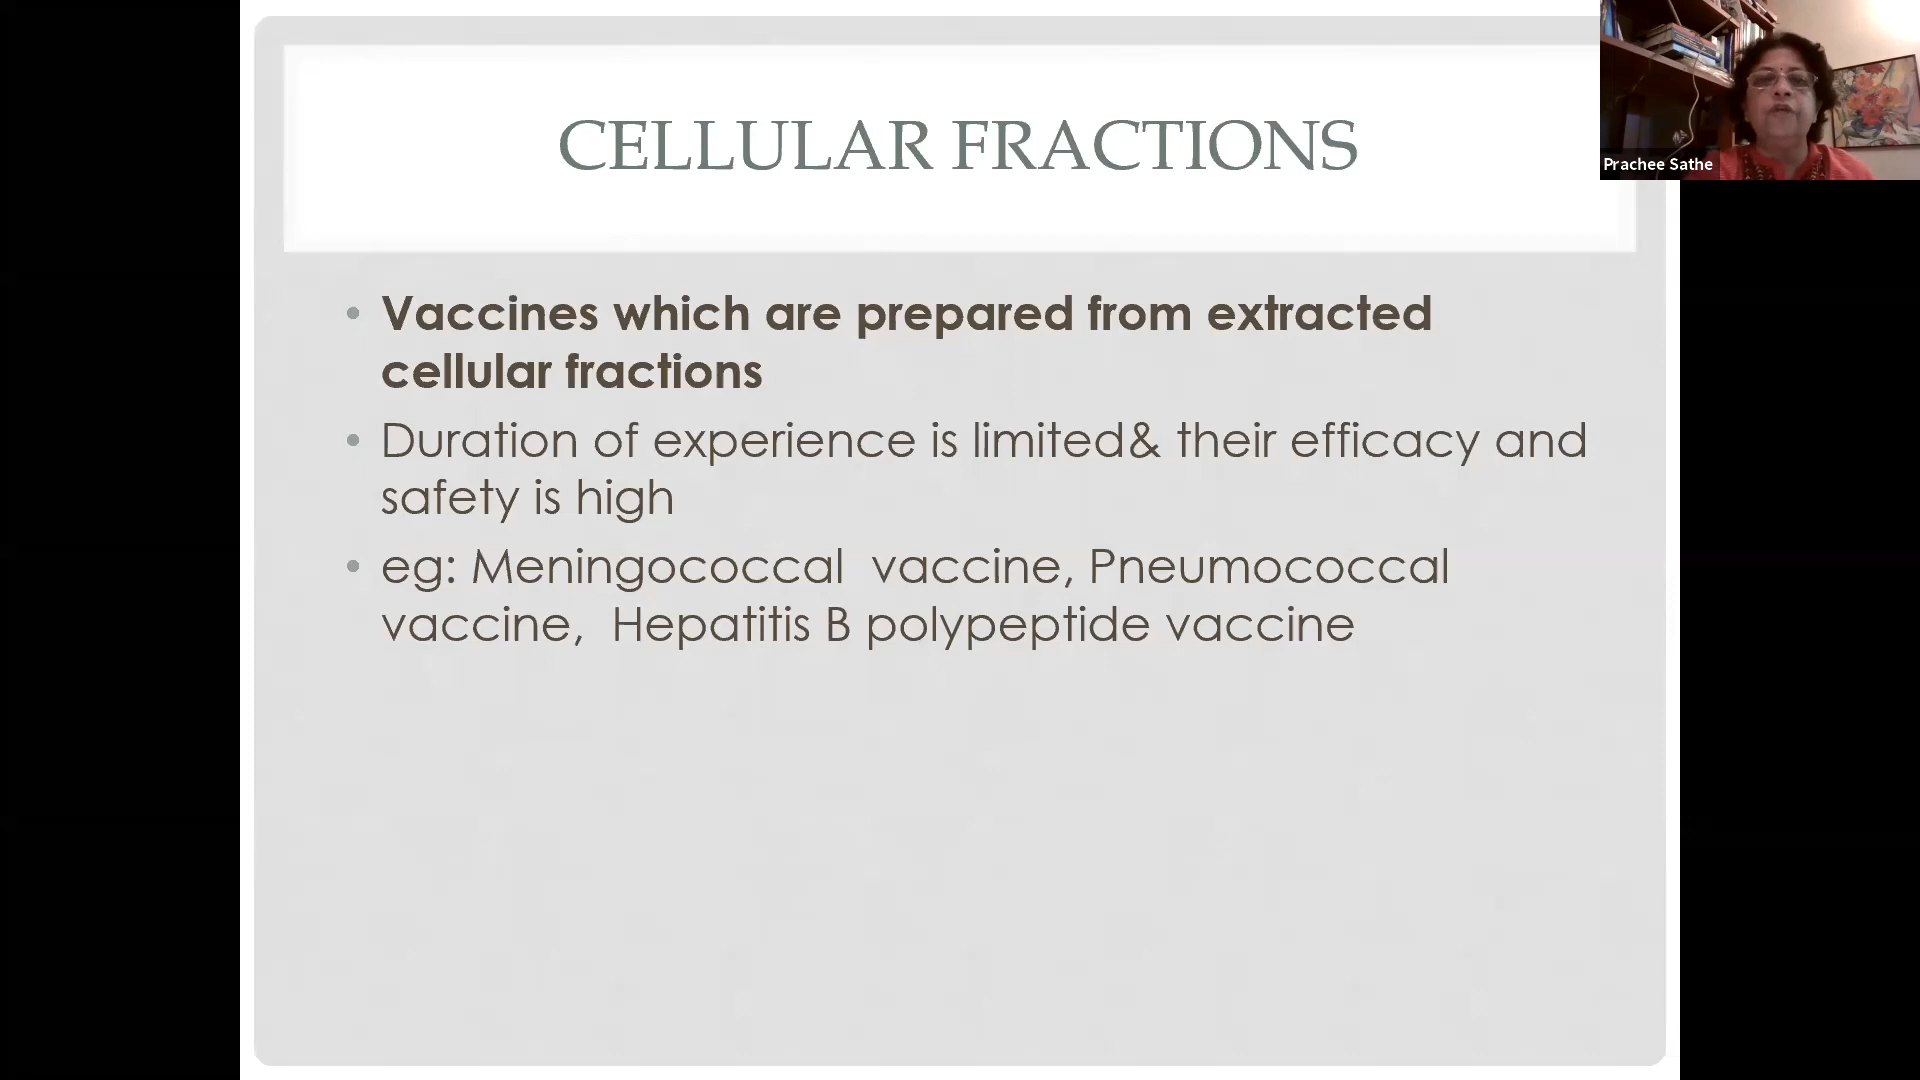 CELLULAR FRACTIONS
Prachee Sathe
• Vaccines which are prepared from extracted
cellular fractions
• Duration of experience is limited& their efficacy and
safety is high
• eg: Meningococcal vaccine, Pneumococcal
vaccine, Hepatitis B polypeptide vaccine